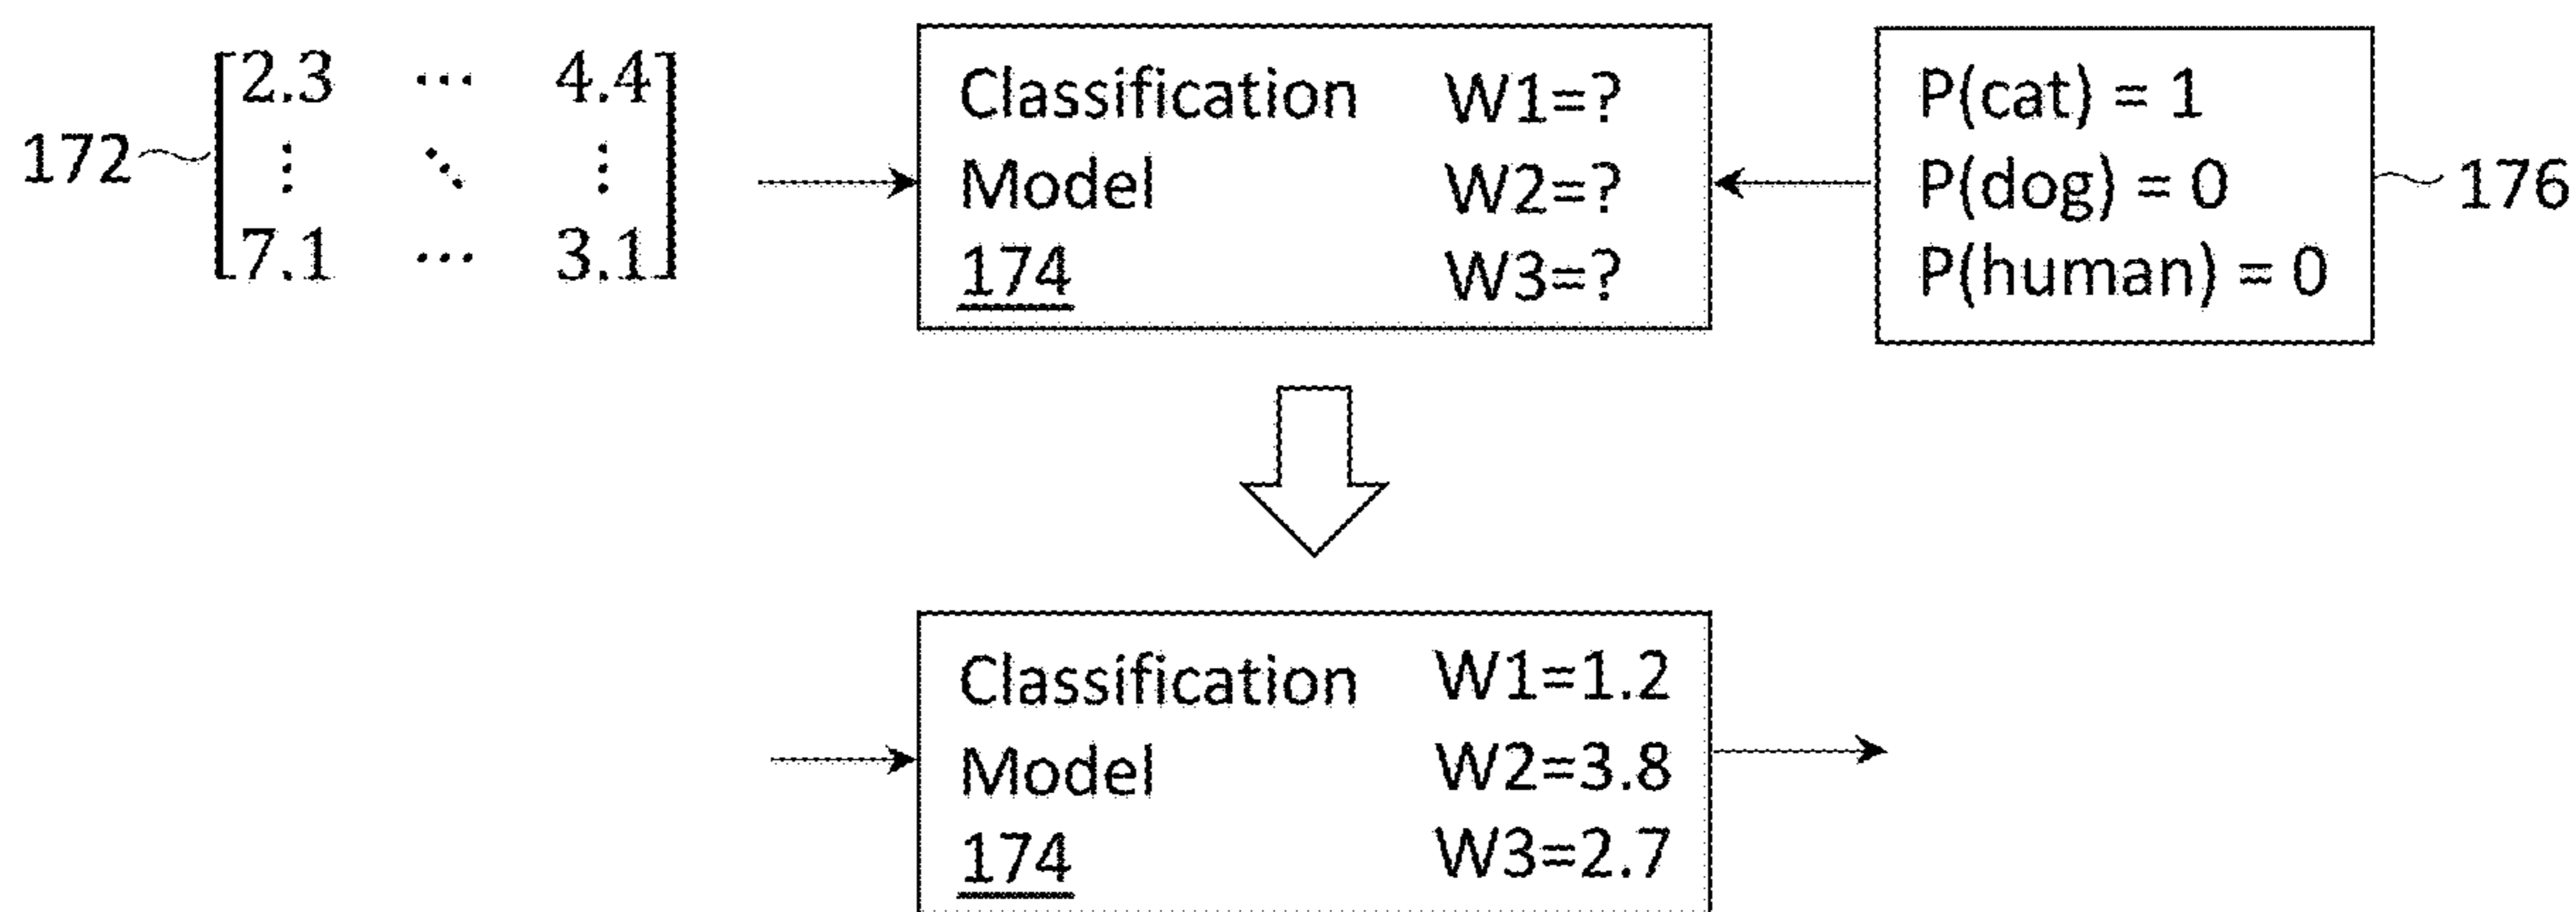 172
2.3 ⋯ 4.4
⋮ ⋱ ⋮
7.1 ⋯ 3.1
Classification W1=?
Model W2=?
174 W3=?
P(cat) = 1
P(dog) = 0
P(human) = 0
176
Classification W1=1.2
Model W2=3.8
174 W3=2.7